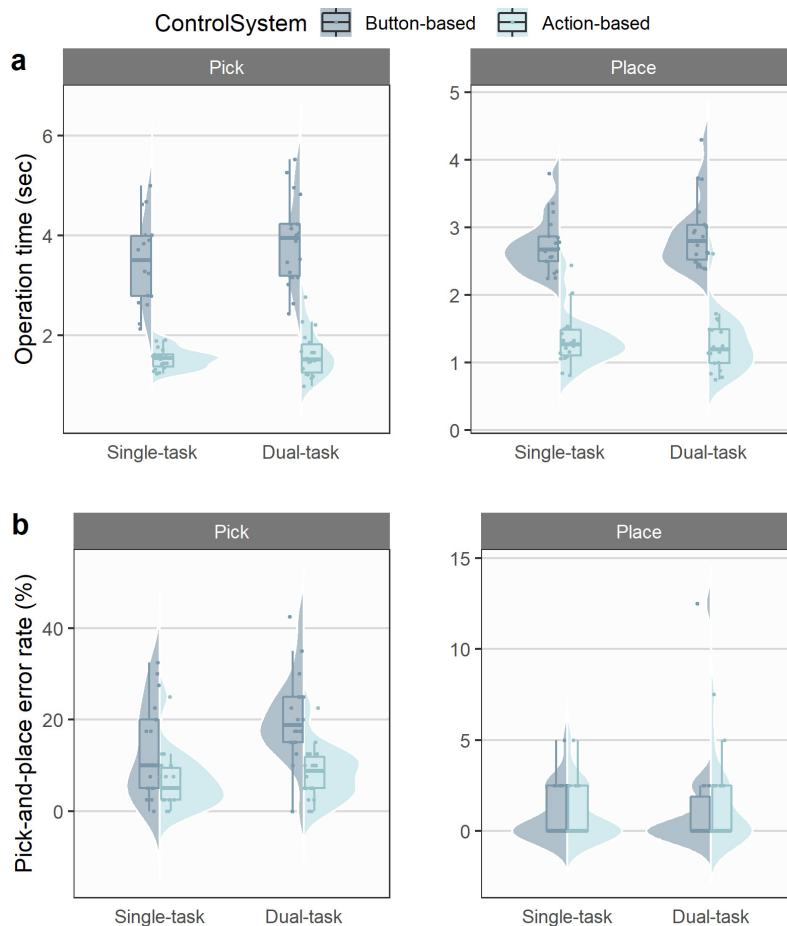 ControlSystem Button-based Action-based
a
Pick Place
Operation time (sec)
6
4
2
5
4
3
2
1
0
Single-task Dual-task Single-task Dual-task
b
Pick Place
Pick-and-place error rate (%)
40
20
0
15
10
5
0
Single-task Dual-task Single-task Dual-task